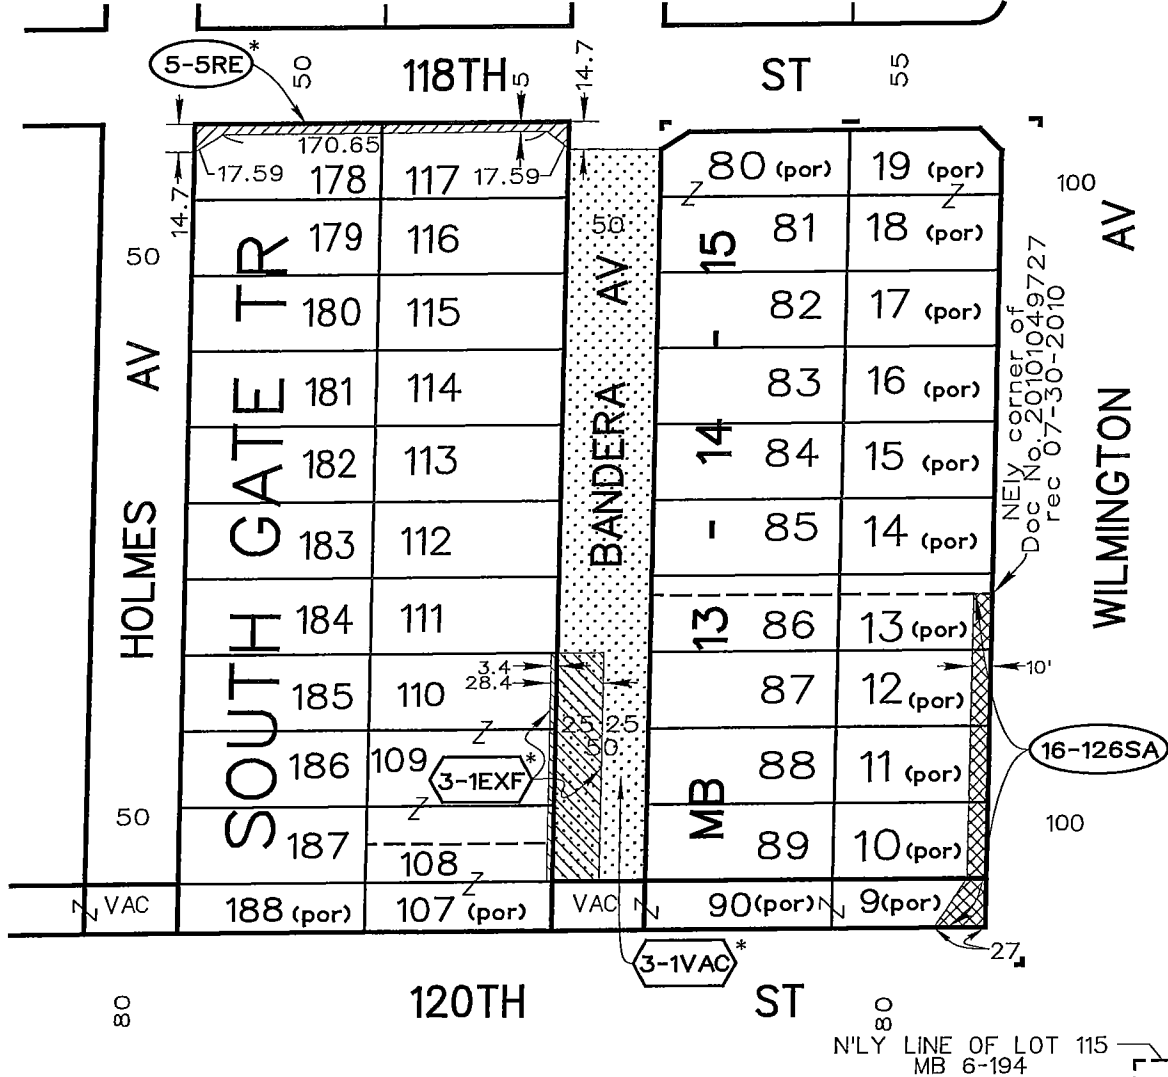 5-5RE*
50
118TH ST
5
14.7
55
14.7
170.65
17.59
17.59
178 117
80 (por) 19 (por)
Z Z
100
179 116
50
81 18 (por)
50
180 115
82 17 (por)
181 114
83 16 (por)
182 113
84 15 (por)
183 112
85 14 (por)
184 111
86 13 (por)
185 110
87 12 (por)
186 109
88 11 (por)
187
108
89 10 (por)
188 (por) 107 (por)
90 (por) 9 (por)
HOLMES AV
SOUTH GATE TR
BANDERA AV
MB 13 - 14 - 15
WILMINGTON AV
NEly corner of
Doc No. 20101049727
rec 07-30-2010
3.4
28.4
25 25
50
10'
Z
3-1EXF*
16-126SA
Z
50
100
Z
Z VAC
VAC Z
Z
27
3-1VAC*
120TH ST
80
80
N'LY LINE OF LOT 115
MB 6-194